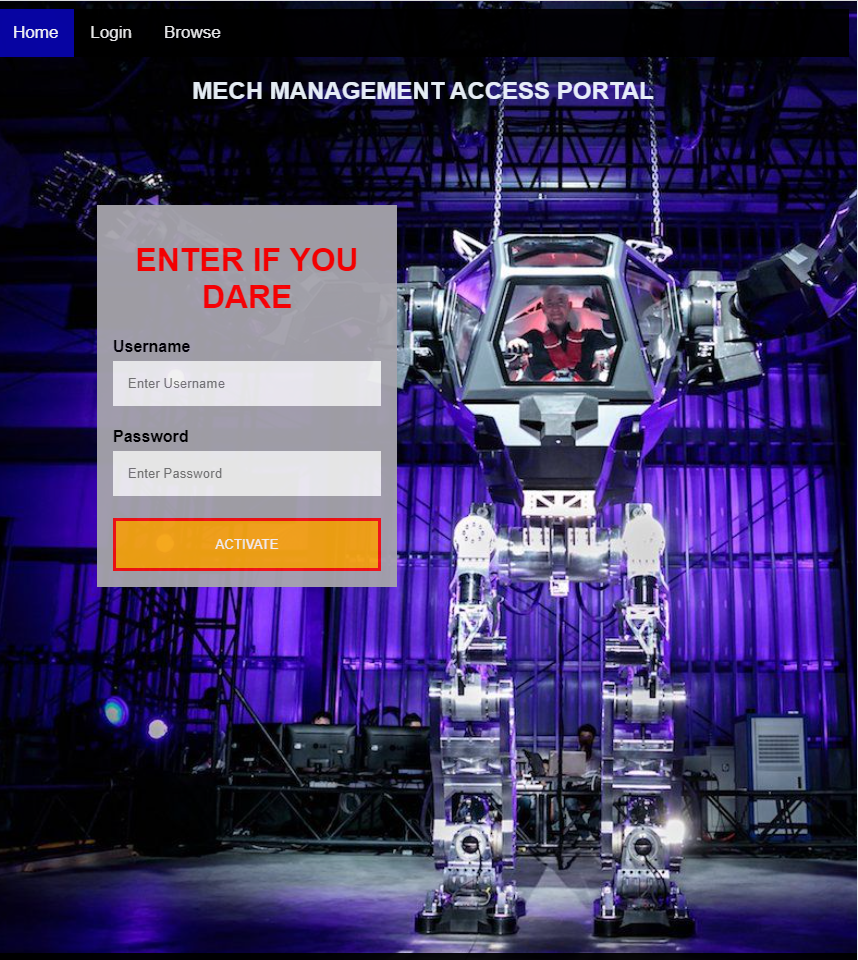 Home Login Browse
MECH MANAGEMENT ACCESS PORTAL
ENTER IF YOU
DARE
Username
Enter Username
Password
Enter Password
ACTIVATE